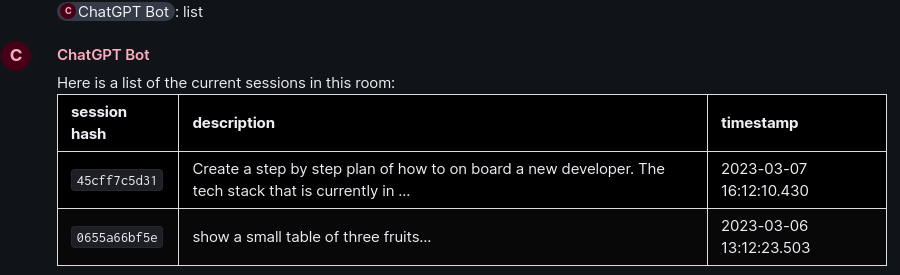 C ChatGPT Bot : list
C ChatGPT Bot
Here is a list of the current sessions in this room:
session hash description timestamp
45cff7c5d31 Create a step by step plan of how to on board a new developer. The tech stack that is currently in ... 2023-03-07 16:12:10.430
0655a66bf5e show a small table of three fruits... 2023-03-06 13:12:23.503